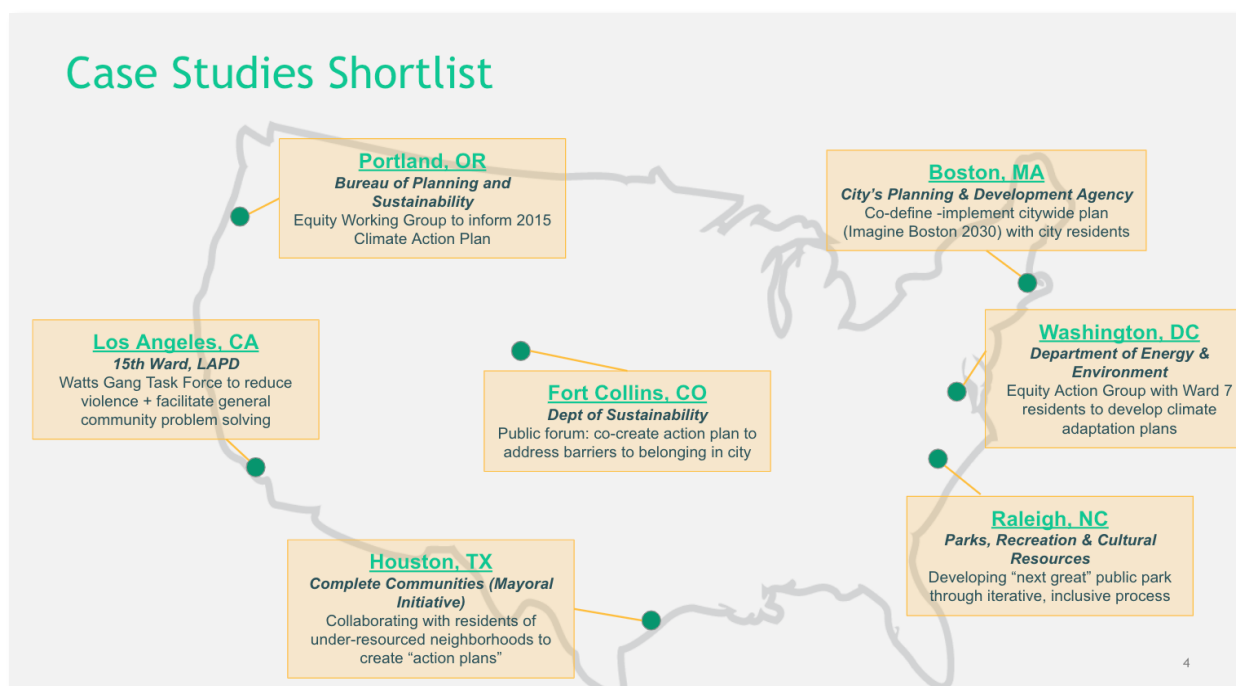 Case Studies Shortlist
Portland, OR
Bureau of Planning and
Sustainability
Equity Working Group to inform 2015
Climate Action Plan
Boston, MA
City's Planning & Development Agency
Co-define -implement citywide plan
(Imagine Boston 2030) with city residents
Los Angeles, CA
15th Ward, LAPD
Watts Gang Task Force to reduce
violence + facilitate general
community problem solving
Fort Collins, CO
Dept of Sustainability
Public forum: co-create action plan to
address barriers to belonging in city
Washington, DC
Department of Energy &
Environment
Equity Action Group with Ward 7
residents to develop climate
adaptation plans
Houston, TX
Complete Communities (Mayoral
Initiative)
Collaborating with residents of
under-resourced neighborhoods to
create “action plans”
Raleigh, NC
Parks, Recreation & Cultural
Resources
Developing “next great” public park
through iterative, inclusive process
4